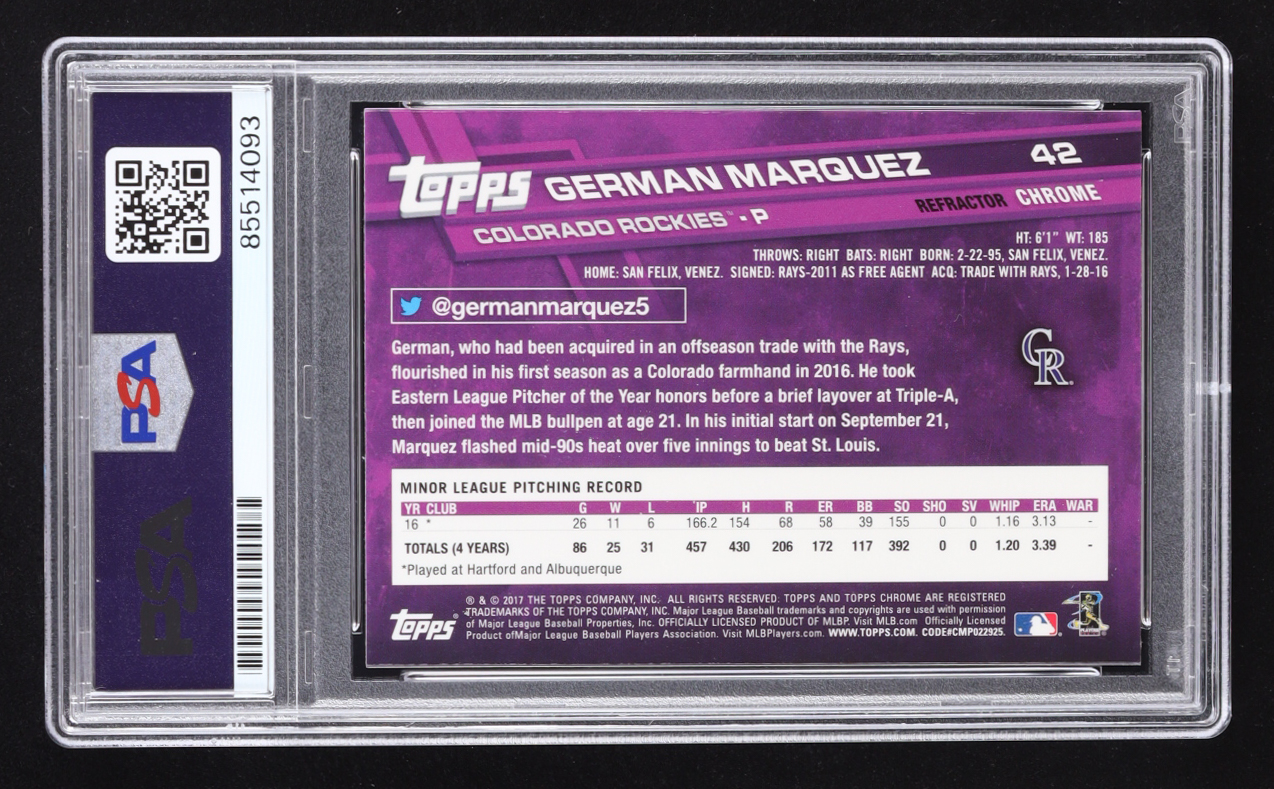 85514093
PSA
PSA
topps
GERMAN MARQUEZ
42
COLORADO ROCKIES™ • P
REFRACTOR CHROME
HT: 6'1" WT: 185
THROWS: RIGHT BATS: RIGHT BORN: 2-22-95, SAN FELIX, VENEZ.
HOME: SAN FELIX, VENEZ. SIGNED: RAYS-2011 AS FREE AGENT ACQ: TRADE WITH RAYS, 1-28-16
@germanmarquez5
German, who had been acquired in an offseason trade with the Rays,
flourished in his first season as a Colorado farmhand in 2016. He took
Eastern League Pitcher of the Year honors before a brief layover at Triple-A,
then joined the MLB bullpen at age 21. In his initial start on September 21,
Marquez flashed mid-90s heat over five innings to beat St. Louis.
CR
MINOR LEAGUE PITCHING RECORD
YR CLUB G W L IP H R ER BB SO SHO SV WHIP ERA WAR
16 * 26 11 6 166.2 154 68 58 39 155 0 0 1.16 3.13 -
TOTALS (4 YEARS) 86 25 31 457 430 206 172 117 392 0 0 1.20 3.39 -
*Played at Hartford and Albuquerque
topps®
® & © 2017 THE TOPPS COMPANY, INC. ALL RIGHTS RESERVED. TOPPS AND TOPPS CHROME ARE REGISTERED
TRADEMARKS OF THE TOPPS COMPANY, INC. Major League Baseball trademarks and copyrights are used with permission
of Major League Baseball Properties, Inc. OFFICIALLY LICENSED PRODUCT OF MLBP. Visit MLB.com Officially Licensed
Product ofMajor League Baseball Players Association. Visit MLBPlayers.com. WWW.TOPPS.COM. CODE#CMP022925.